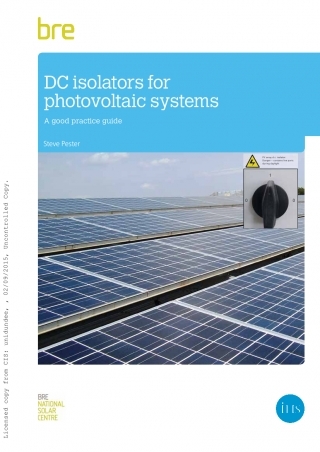 bre
DC isolators for
photovoltaic systems
A good practice guide
Steve Pester
BRE
NATIONAL
SOLAR
CENTRE
IHS
Licensed copy from CIS: unidundee, , 02/09/2015, Uncontrolled Copy.